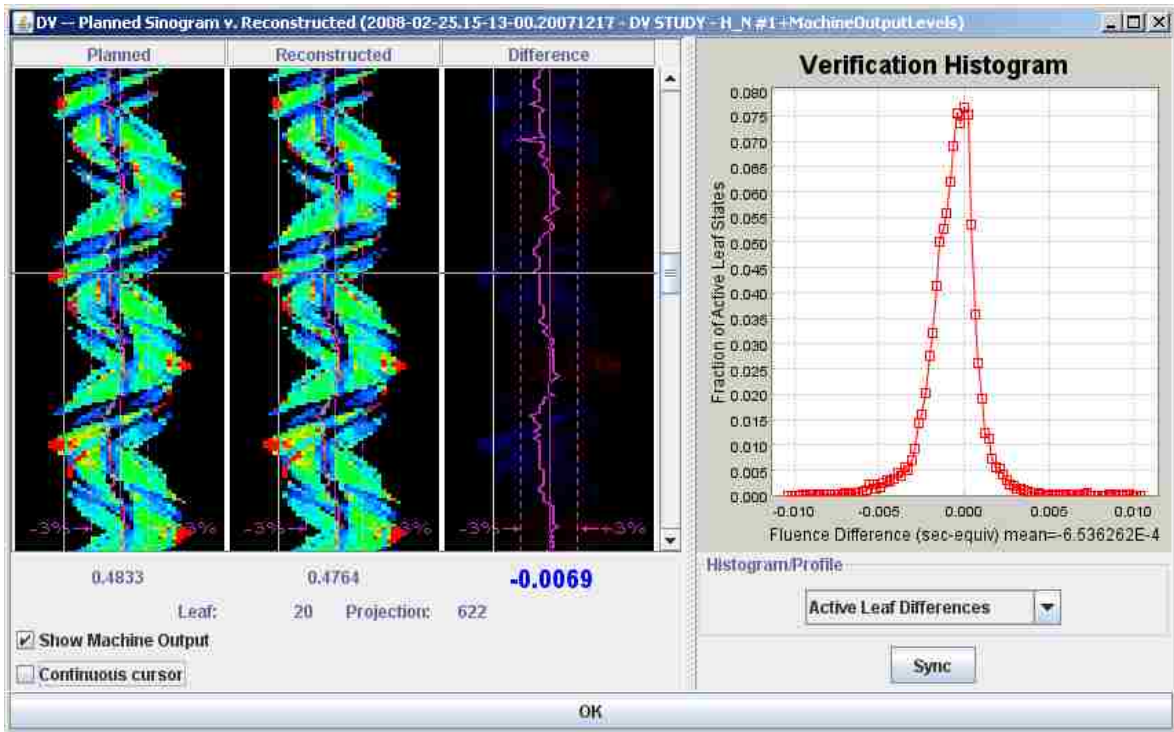 DV -- Planned Sinogram v. Reconstructed (2008-02-25.15-13-00.20071217 - DV STUDY - H_N #1+MachineOutputLevels)
Planned Reconstructed Difference
-3% 3% -3% 3% -3% +3%
0.4833 0.4764 -0.0069
Leaf: 20 Projection: 622
Show Machine Output
Continuous cursor
Verification Histogram
Fraction of Active Leaf States
0.080
0.075
0.070
0.065
0.060
0.055
0.050
0.045
0.040
0.035
0.030
0.025
0.020
0.015
0.010
0.005
0.000
-0.010 -0.005 0.000 0.005 0.010
Fluence Difference (sec-equiv) mean=-6.536262E-4
Histogram/Profile
Active Leaf Differences
Sync
OK